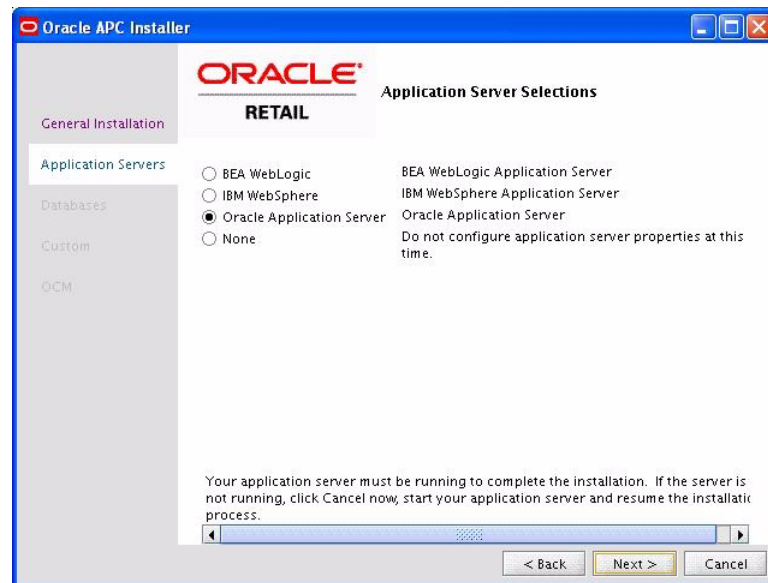 Oracle APC Installer
ORACLE®
RETAIL
Application Server Selections
General Installation
Application Servers
Databases
Custom
OCM
BEA WebLogic BEA WebLogic Application Server
IBM WebSphere IBM WebSphere Application Server
Oracle Application Server Oracle Application Server
None Do not configure application server properties at this
time.
Your application server must be running to complete the installation. If the server is
not running, click Cancel now, start your application server and resume the installatic
process.
< Back Next > Cancel